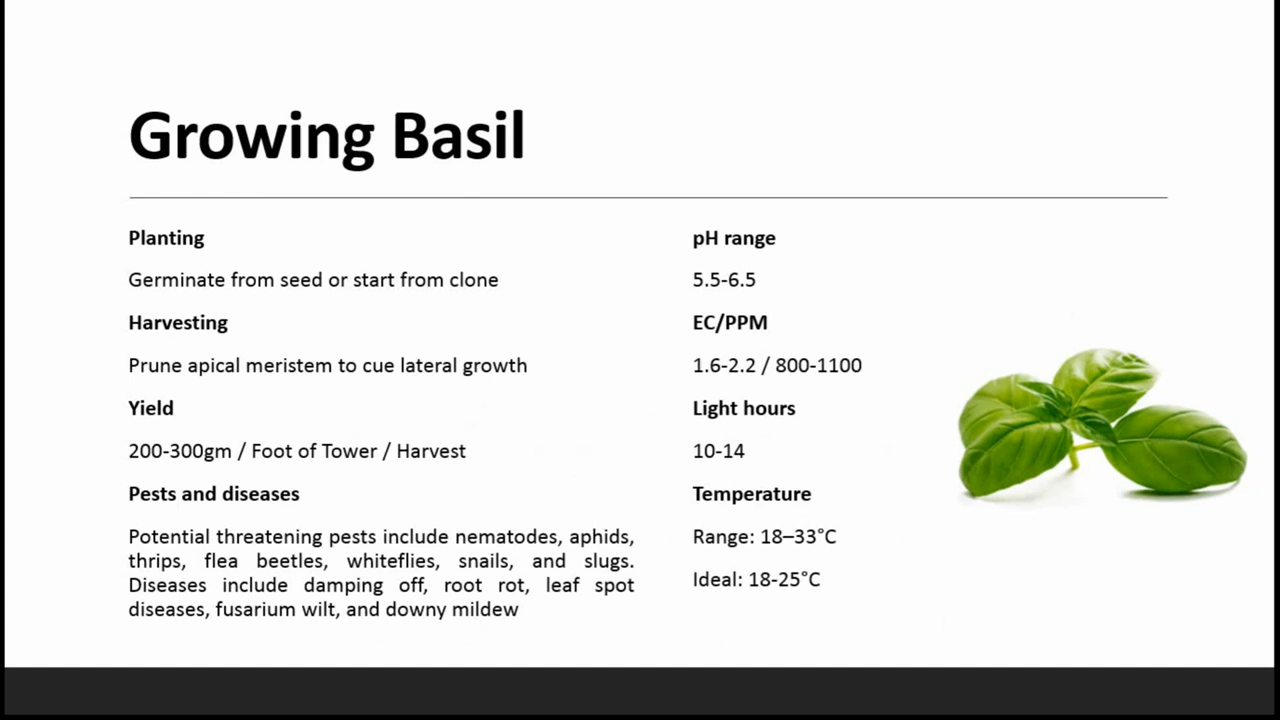 Growing Basil
Planting
Germinate from seed or start from clone
Harvesting
Prune apical meristem to cue lateral growth
Yield
200-300gm / Foot of Tower / Harvest
Pests and diseases
Potential threatening pests include nematodes, aphids,
thrips, flea beetles, whiteflies, snails, and slugs.
Diseases include damping off, root rot, leaf spot
diseases, fusarium wilt, and downy mildew
pH range
5.5-6.5
EC/PPM
1.6-2.2 / 800-1100
Light hours
10-14
Temperature
Range: 18–33°C
Ideal: 18-25°C